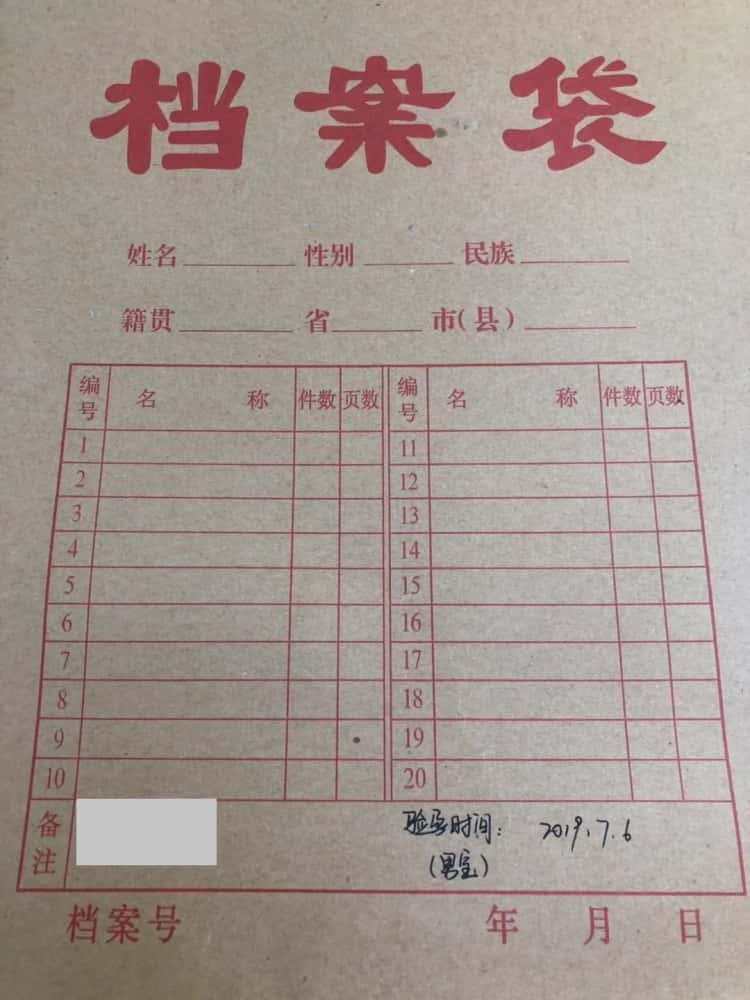 档案袋
姓名 性别 民族
籍贯 省 市(县)
编号 名称 件数 页数 编号 名称 件数 页数
1 11
2 12
3 13
4 14
5 15
6 16
7 17
8 18
9 19
10 20
备注 验孕时间: 2019.7.6
(男宝)
档案号 年 月 日